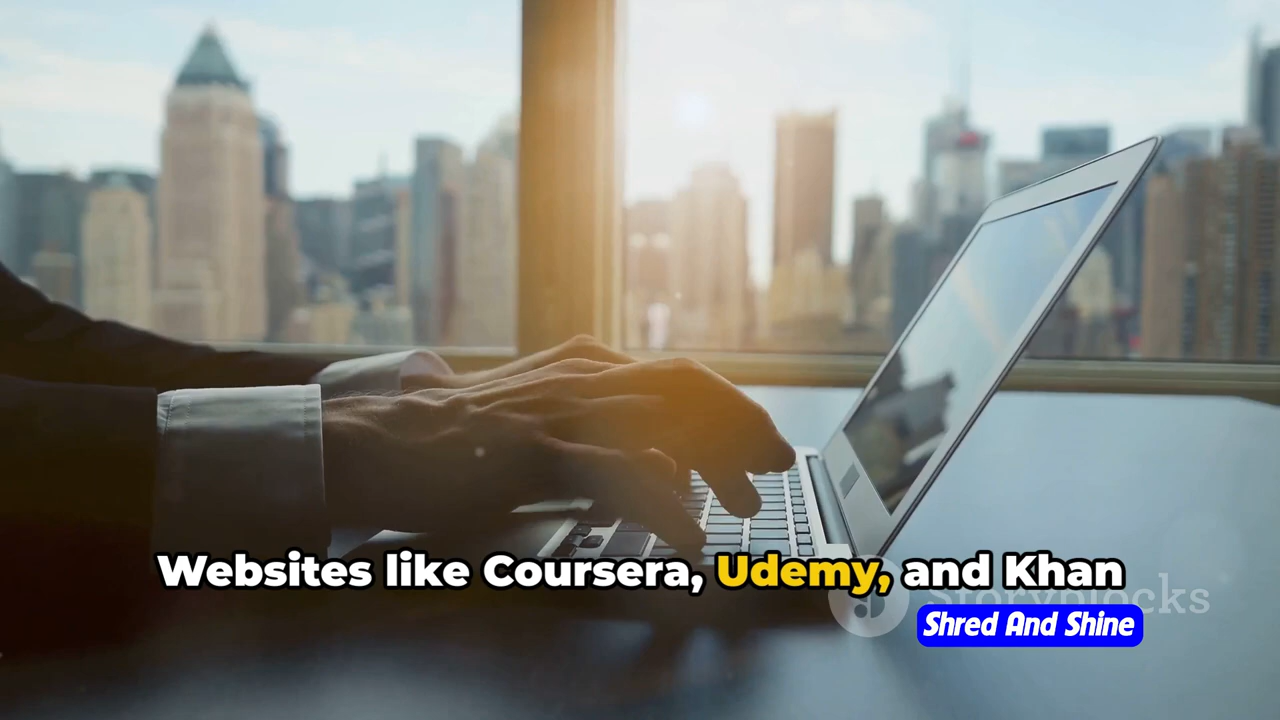 Websites like Coursera, Udemy, and Khan
Storyblocks
Shred And Shine